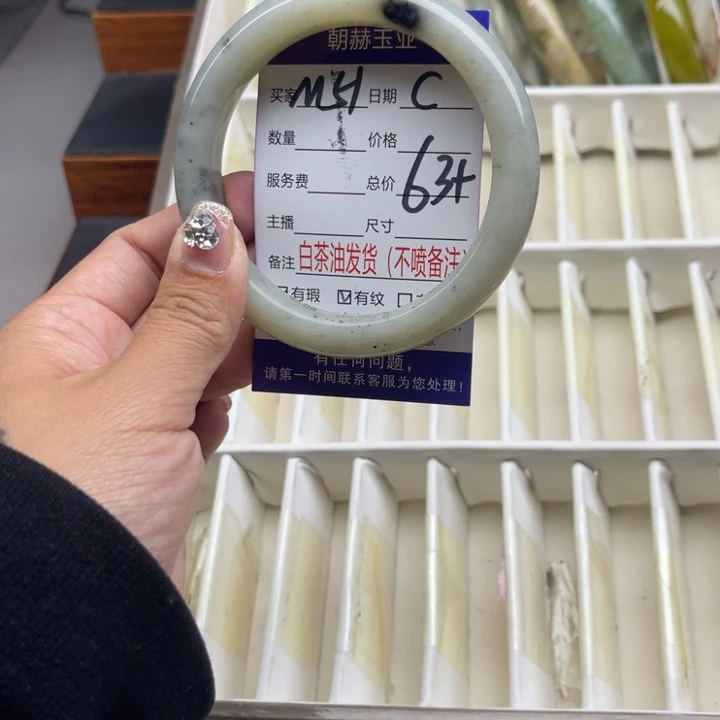 朝赫玉业
买家 M51 日期 C
数量 价格
服务费 总价 63+
主播 尺寸
备注 白茶油发货(不喷备注
有瑕 ☑有纹 □
有任何问题,
请第一时间联系客服为您处理!